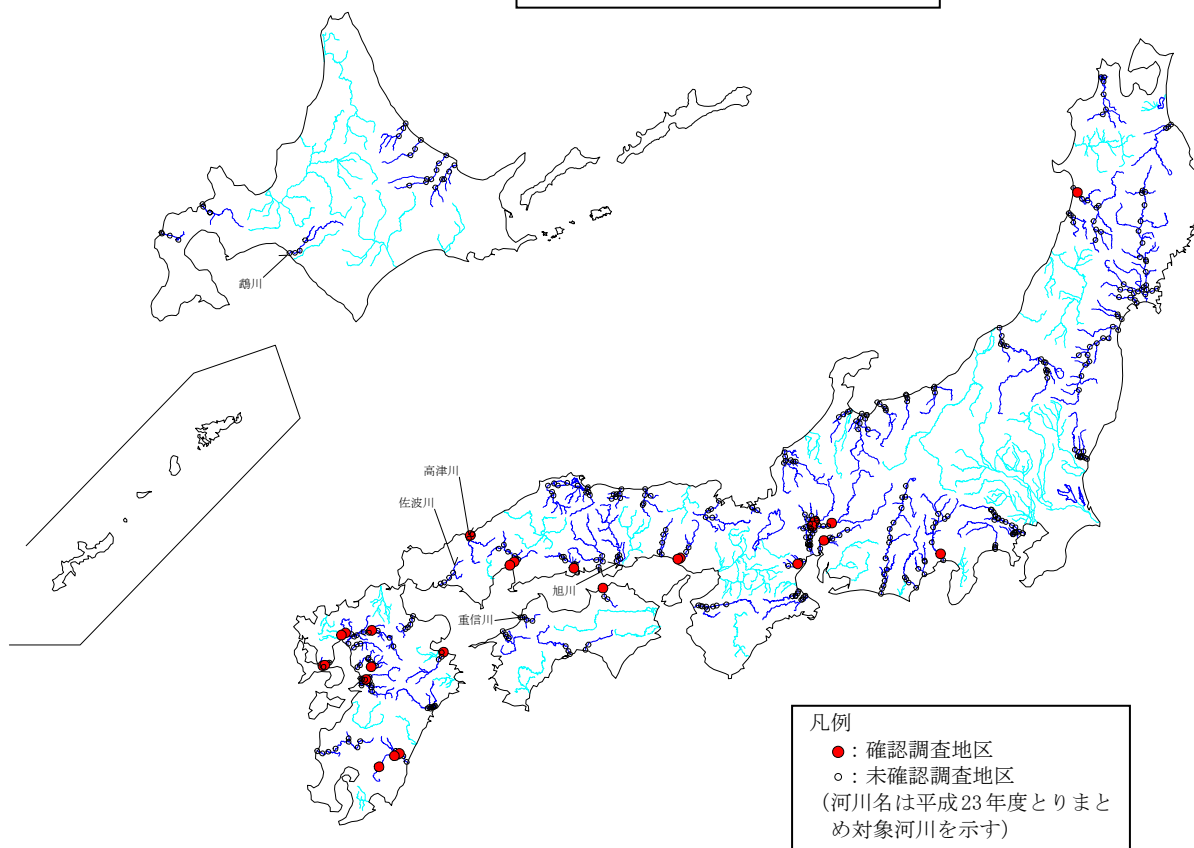 鵡川
高津川
佐波川
旭川
重信川
凡例
：確認調査地区
：未確認調査地区
（河川名は平成23年度とりまと
め対象河川を示す）